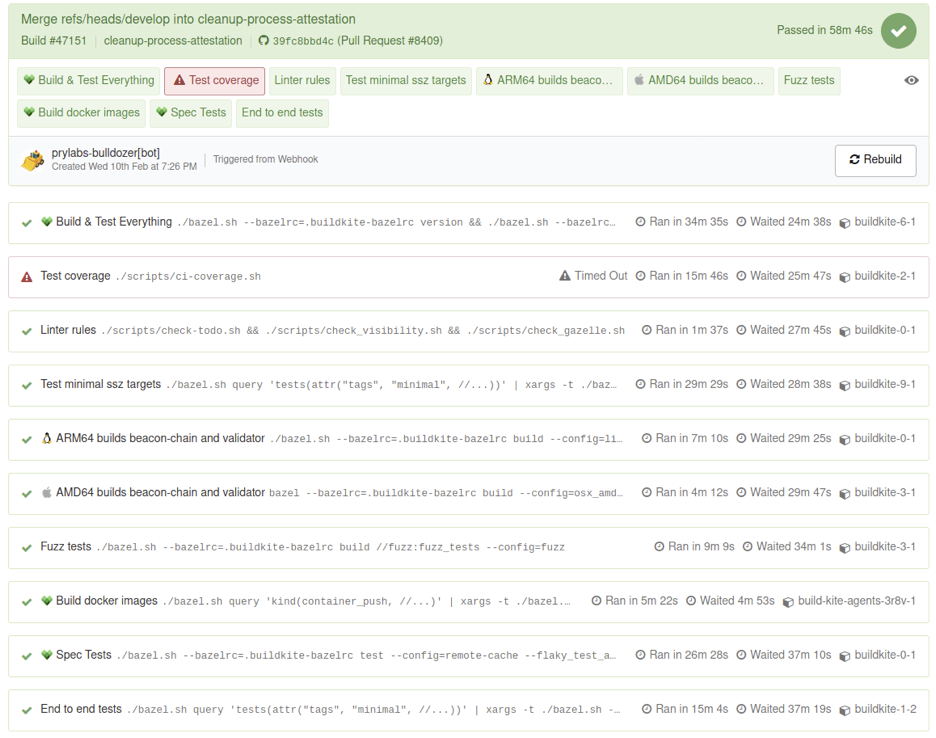 Merge refs/heads/develop into cleanup-process-attestation
Build #47151 cleanup-process-attestation 39fc8bbd4c (Pull Request #8409) Passed in 58m 46s
Build & Test Everything Test coverage Linter rules Test minimal ssz targets ARM64 builds beaco... AMD64 builds beaco... Fuzz tests
Build docker images Spec Tests End to end tests
prylabs-bulldozer[bot]
Created Wed 10th Feb at 7:26 PM Triggered from Webhook Rebuild
Build & Test Everything ./bazel.sh --bazelrc=.buildkite-bazelrc version && ./bazel.sh --bazelrc… Ran in 34m 35s Waited 24m 38s buildkite-6-1
Test coverage ./scripts/ci-coverage.sh Timed Out Ran in 15m 46s Waited 25m 47s buildkite-2-1
Linter rules ./scripts/check-todo.sh && ./scripts/check_visibility.sh && ./scripts/check_gazelle.sh Ran in 1m 37s Waited 27m 45s buildkite-0-1
Test minimal ssz targets ./bazel.sh query 'tests(attr("tags", "minimal", //...))' | xargs -t ./baz… Ran in 29m 29s Waited 28m 38s buildkite-9-1
ARM64 builds beacon-chain and validator ./bazel.sh --bazelrc=.buildkite-bazelrc build --config=li… Ran in 7m 10s Waited 29m 25s buildkite-0-1
AMD64 builds beacon-chain and validator bazel --bazelrc=.buildkite-bazelrc build --config=osx_amd… Ran in 4m 12s Waited 29m 47s buildkite-3-1
Fuzz tests ./bazel.sh --bazelrc=.buildkite-bazelrc build //fuzz:fuzz_tests --config=fuzz Ran in 9m 9s Waited 34m 1s buildkite-3-1
Build docker images ./bazel.sh query 'kind(container_push, //...)' | xargs -t ./bazel.… Ran in 5m 22s Waited 4m 53s build-kite-agents-3r8v-1
Spec Tests ./bazel.sh --bazelrc=.buildkite-bazelrc test --config=remote-cache --flaky_test_a… Ran in 26m 28s Waited 37m 10s buildkite-0-1
End to end tests ./bazel.sh query 'tests(attr("tags", "minimal", //...))' | xargs -t ./bazel.sh -… Ran in 15m 4s Waited 37m 19s buildkite-1-2